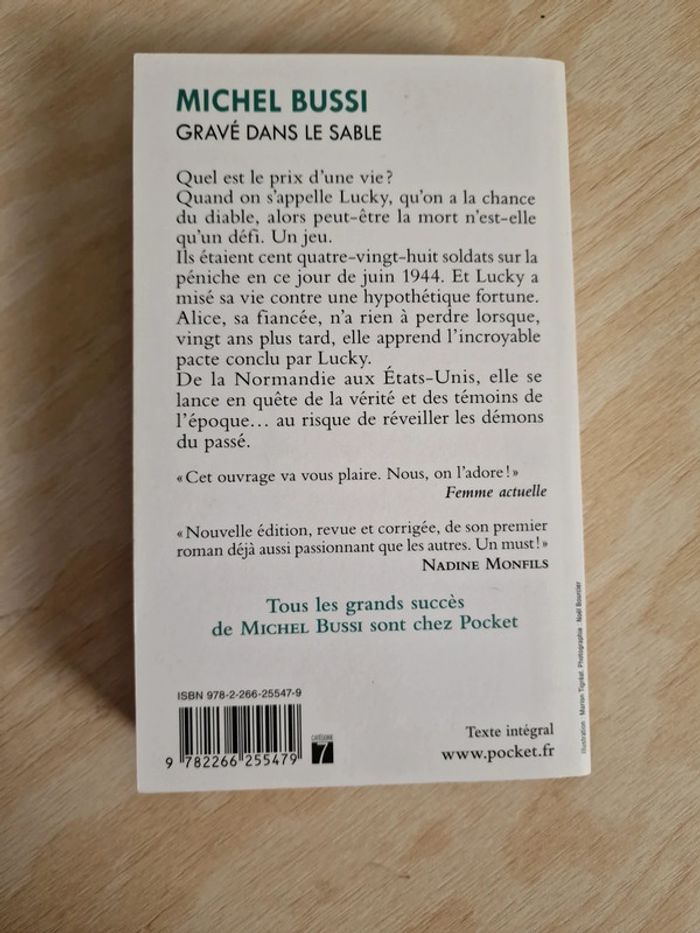 MICHEL BUSSI
GRAVÉ DANS LE SABLE
Quel est le prix d'une vie ?
Quand on s'appelle Lucky, qu'on a la chance
du diable, alors peut-être la mort n'est-elle
qu'un défi. Un jeu.
Ils étaient cent quatre-vingt-huit soldats sur la
péniche en ce jour de juin 1944. Et Lucky a
misé sa vie contre une hypothétique fortune.
Alice, sa fiancée, n'a rien à perdre lorsque,
vingt ans plus tard, elle apprend l'incroyable
pacte conclu par Lucky.
De la Normandie aux États-Unis, elle se
lance en quête de la vérité et des témoins de
l'époque… au risque de réveiller les démons
du passé.
« Cet ouvrage va vous plaire. Nous, on l'adore ! »
Femme actuelle
« Nouvelle édition, revue et corrigée, de son premier
roman déjà aussi passionnant que les autres. Un must ! »
NADINE MONFILS
Tous les grands succès
de MICHEL BUSSI sont chez Pocket
ISBN 978-2-266-25547-9
9 782266 255479
CATÉGORIE
7
Texte intégral
www.pocket.fr
Illustration : Marion Tigréat. Photographie : Noël Bourcier